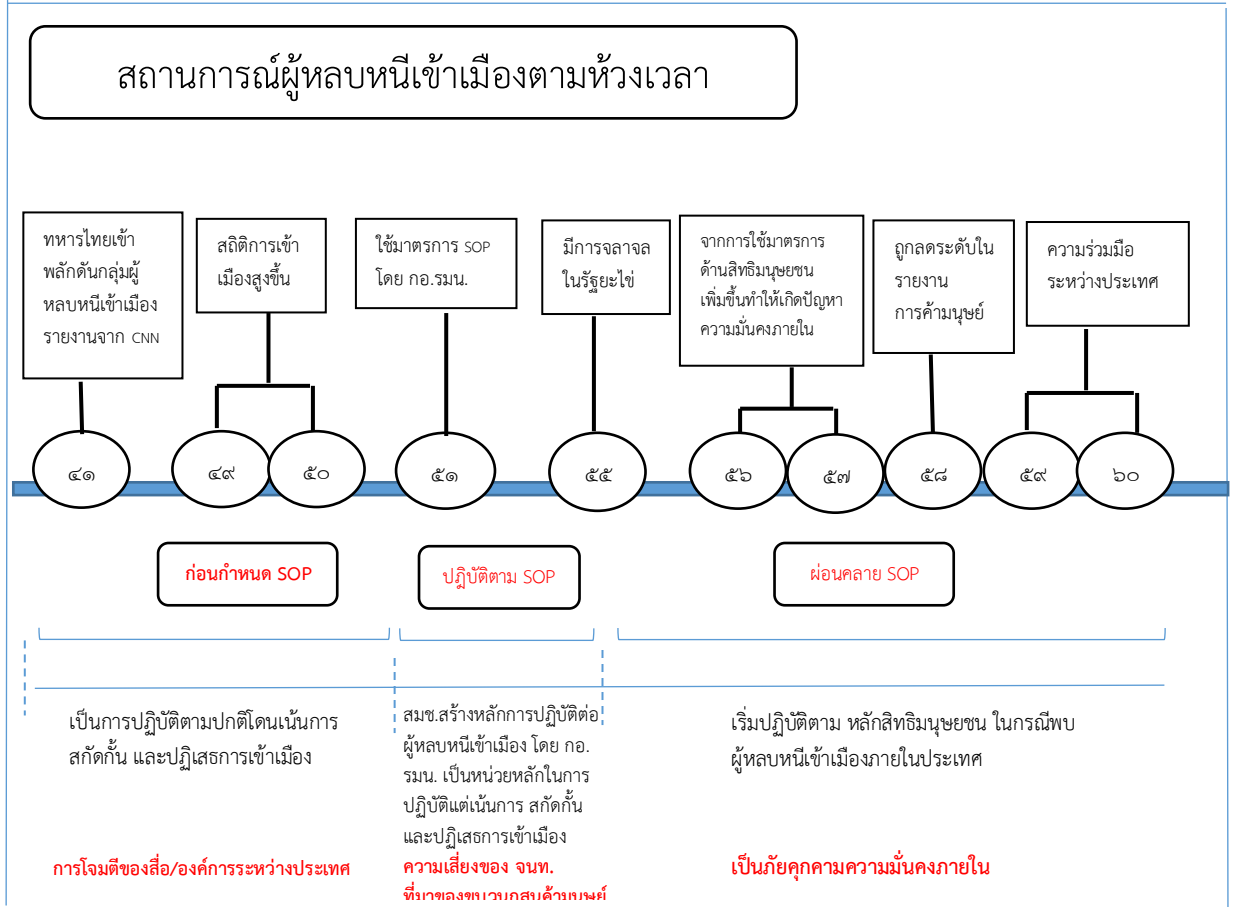 สถานการณ์ผู้หลบหนีเข้าเมืองตามห้วงเวลา
ทหารไทยเข้า
พลักดันกลุ่มผู้
หลบหนีเข้าเมือง
รายงานจาก CNN
สถิติการเข้า
เมืองสูงขึ้น
ใช้มาตรการ SOP
โดย กอ.รมน.
มีการจลาจล
ในรัฐยะไข่
จากการใช้มาตรการ
ด้านสิทธิมนุษยชน
เพิ่มขึ้นทำให้เกิดปัญหา
ความมั่นคงภายใน
ถูกลดระดับใน
รายงาน
การค้ามนุษย์
ความร่วมมือ
ระหว่างประเทศ
๔๑
๔๙
๕๐
๕๑
๕๕
๕๖
๕๗
๕๘
๕๙
๖๐
ก่อนกำหนด SOP
ปฎิบัติตาม SOP
ผ่อนคลาย SOP
เป็นการปฏิบัติตามปกติโดนเน้นการ
สกัดกั้น และปฏิเสธการเข้าเมือง
การโจมตีของสื่อ/องค์การระหว่างประเทศ
สมช.สร้างหลักการปฏิบัติต่อ
ผู้หลบหนีเข้าเมือง โดย กอ.
รมน. เป็นหน่วยหลักในการ
ปฏิบัติแต่เน้นการ สกัดกั้น
และปฏิเสธการเข้าเมือง
ความเสี่ยงของ จนท.
ที่มาของขบวนกสนค้ามนุษย์
เริ่มปฏิบัติตาม หลักสิทธิมนุษยชน ในกรณีพบ
ผู้หลบหนีเข้าเมืองภายในประเทศ
เป็นภัยคุกคามความมั่นคงภายใน